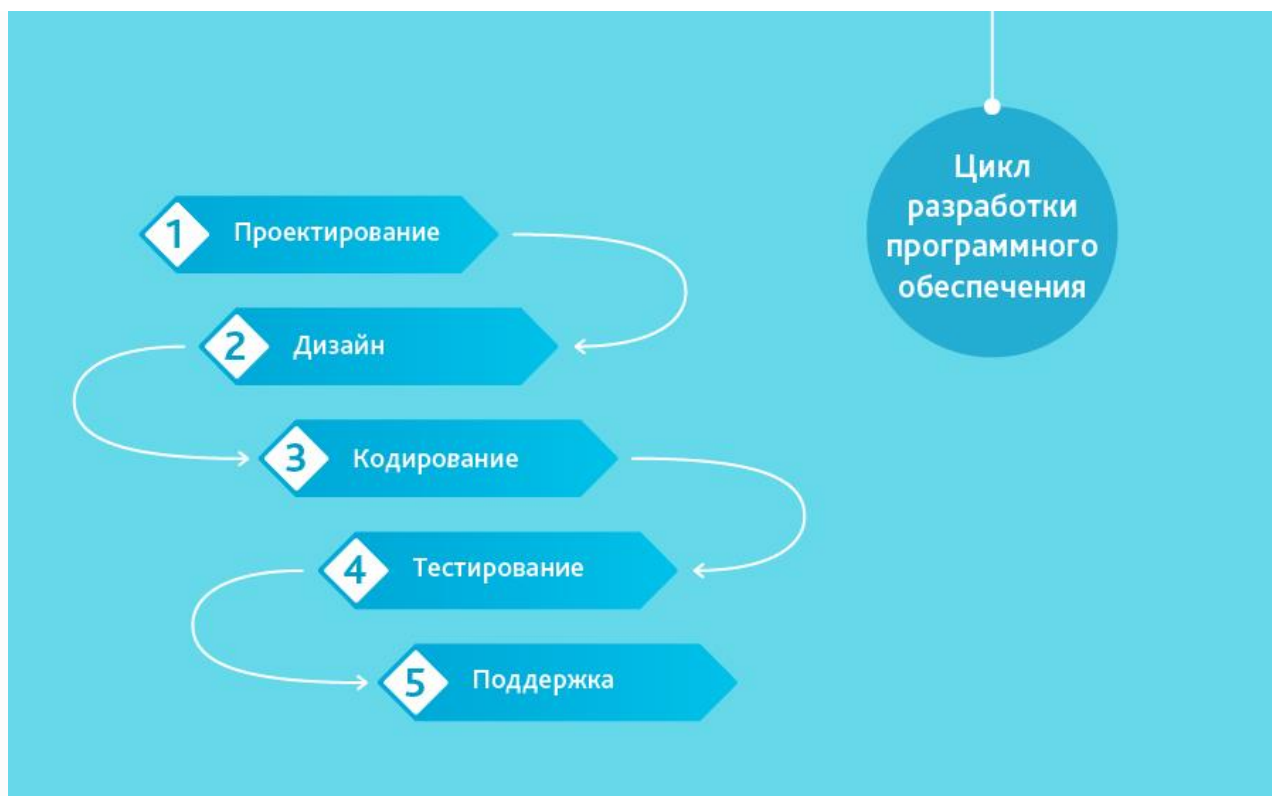 Цикл
разработки
программного
обеспечения
1 Проектирование
2 Дизайн
3 Кодирование
4 Тестирование
5 Поддержка